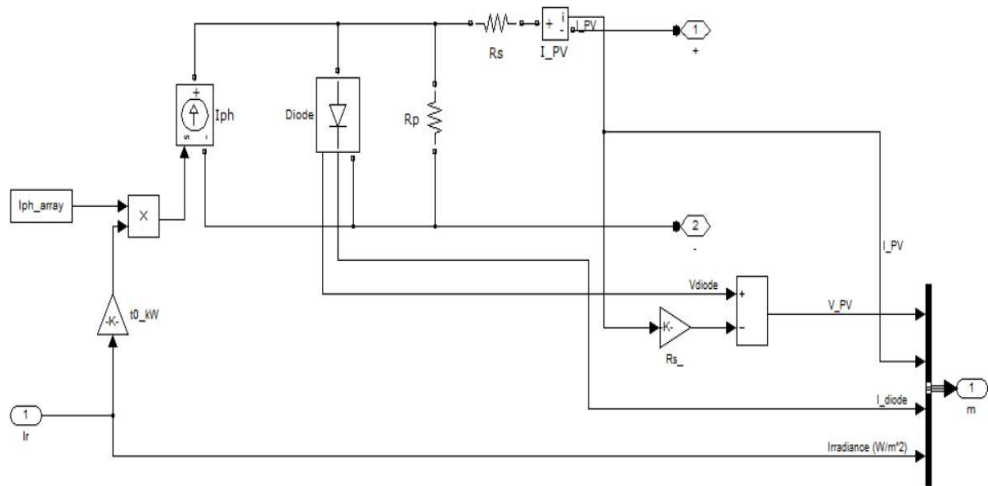 +
i
-
I_PV
1
+
Rs
I_PV
+
Iph
s
-
Diode
Rp
Iph_array
X
2
-
I_PV
Vdiode
+
-K-
t0_kW
V_PV
K-
−
Rs_
1
Ir
I_diode
1
m
Irradiance (W/m^2)